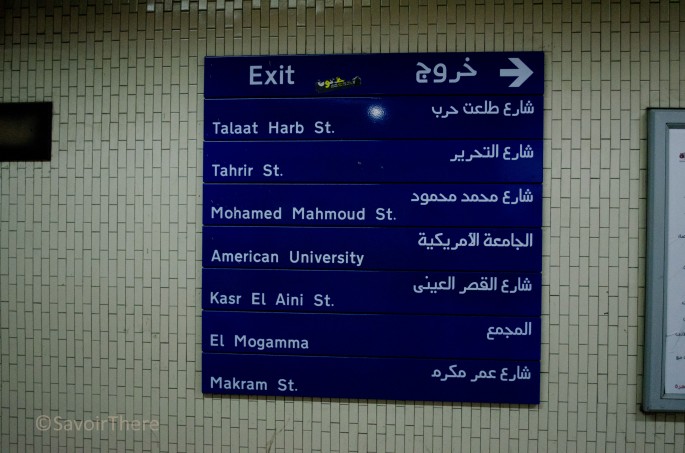 Exit خروج
شارع طلعت حرب
Talaat Harb St.
شارع التحرير
Tahrir St.
شارع محمد محمود
Mohamed Mahmoud St.
الجامعة الأمريكية
American University
شارع القصر العينى
Kasr El Aini St.
المجمع
El Mogamma
شارع عمر مكرم
Makram St.
©SavoirThere